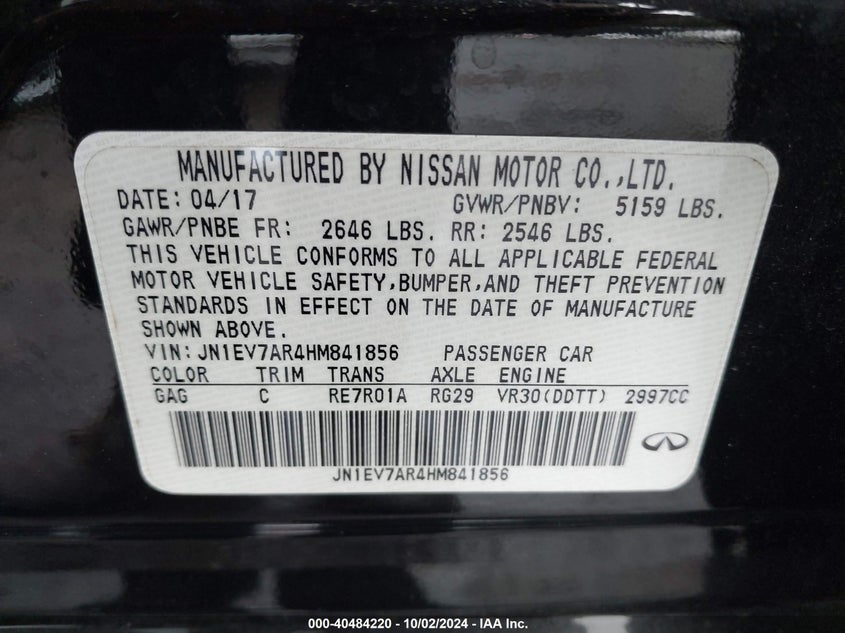 MANUFACTURED BY NISSAN MOTOR CO.,LTD.
DATE: 04/17 GVWR/PNBV: 5159 LBS.
GAWR/PNBE FR: 2646 LBS. RR: 2546 LBS.
THIS VEHICLE CONFORMS TO ALL APPLICABLE FEDERAL
MOTOR VEHICLE SAFETY,BUMPER,AND THEFT PREVENTION
STANDARDS IN EFFECT ON THE DATE OF MANUFACTURE
SHOWN ABOVE.
VIN:JN1EV7AR4HM841856 PASSENGER CAR
COLOR TRIM TRANS AXLE ENGINE
GAG C RE7R01A RG29 VR30(DDTT) 2997CC
JN1EV7AR4HM841856
000-40484220 - 10/02/2024 - IAA Inc.